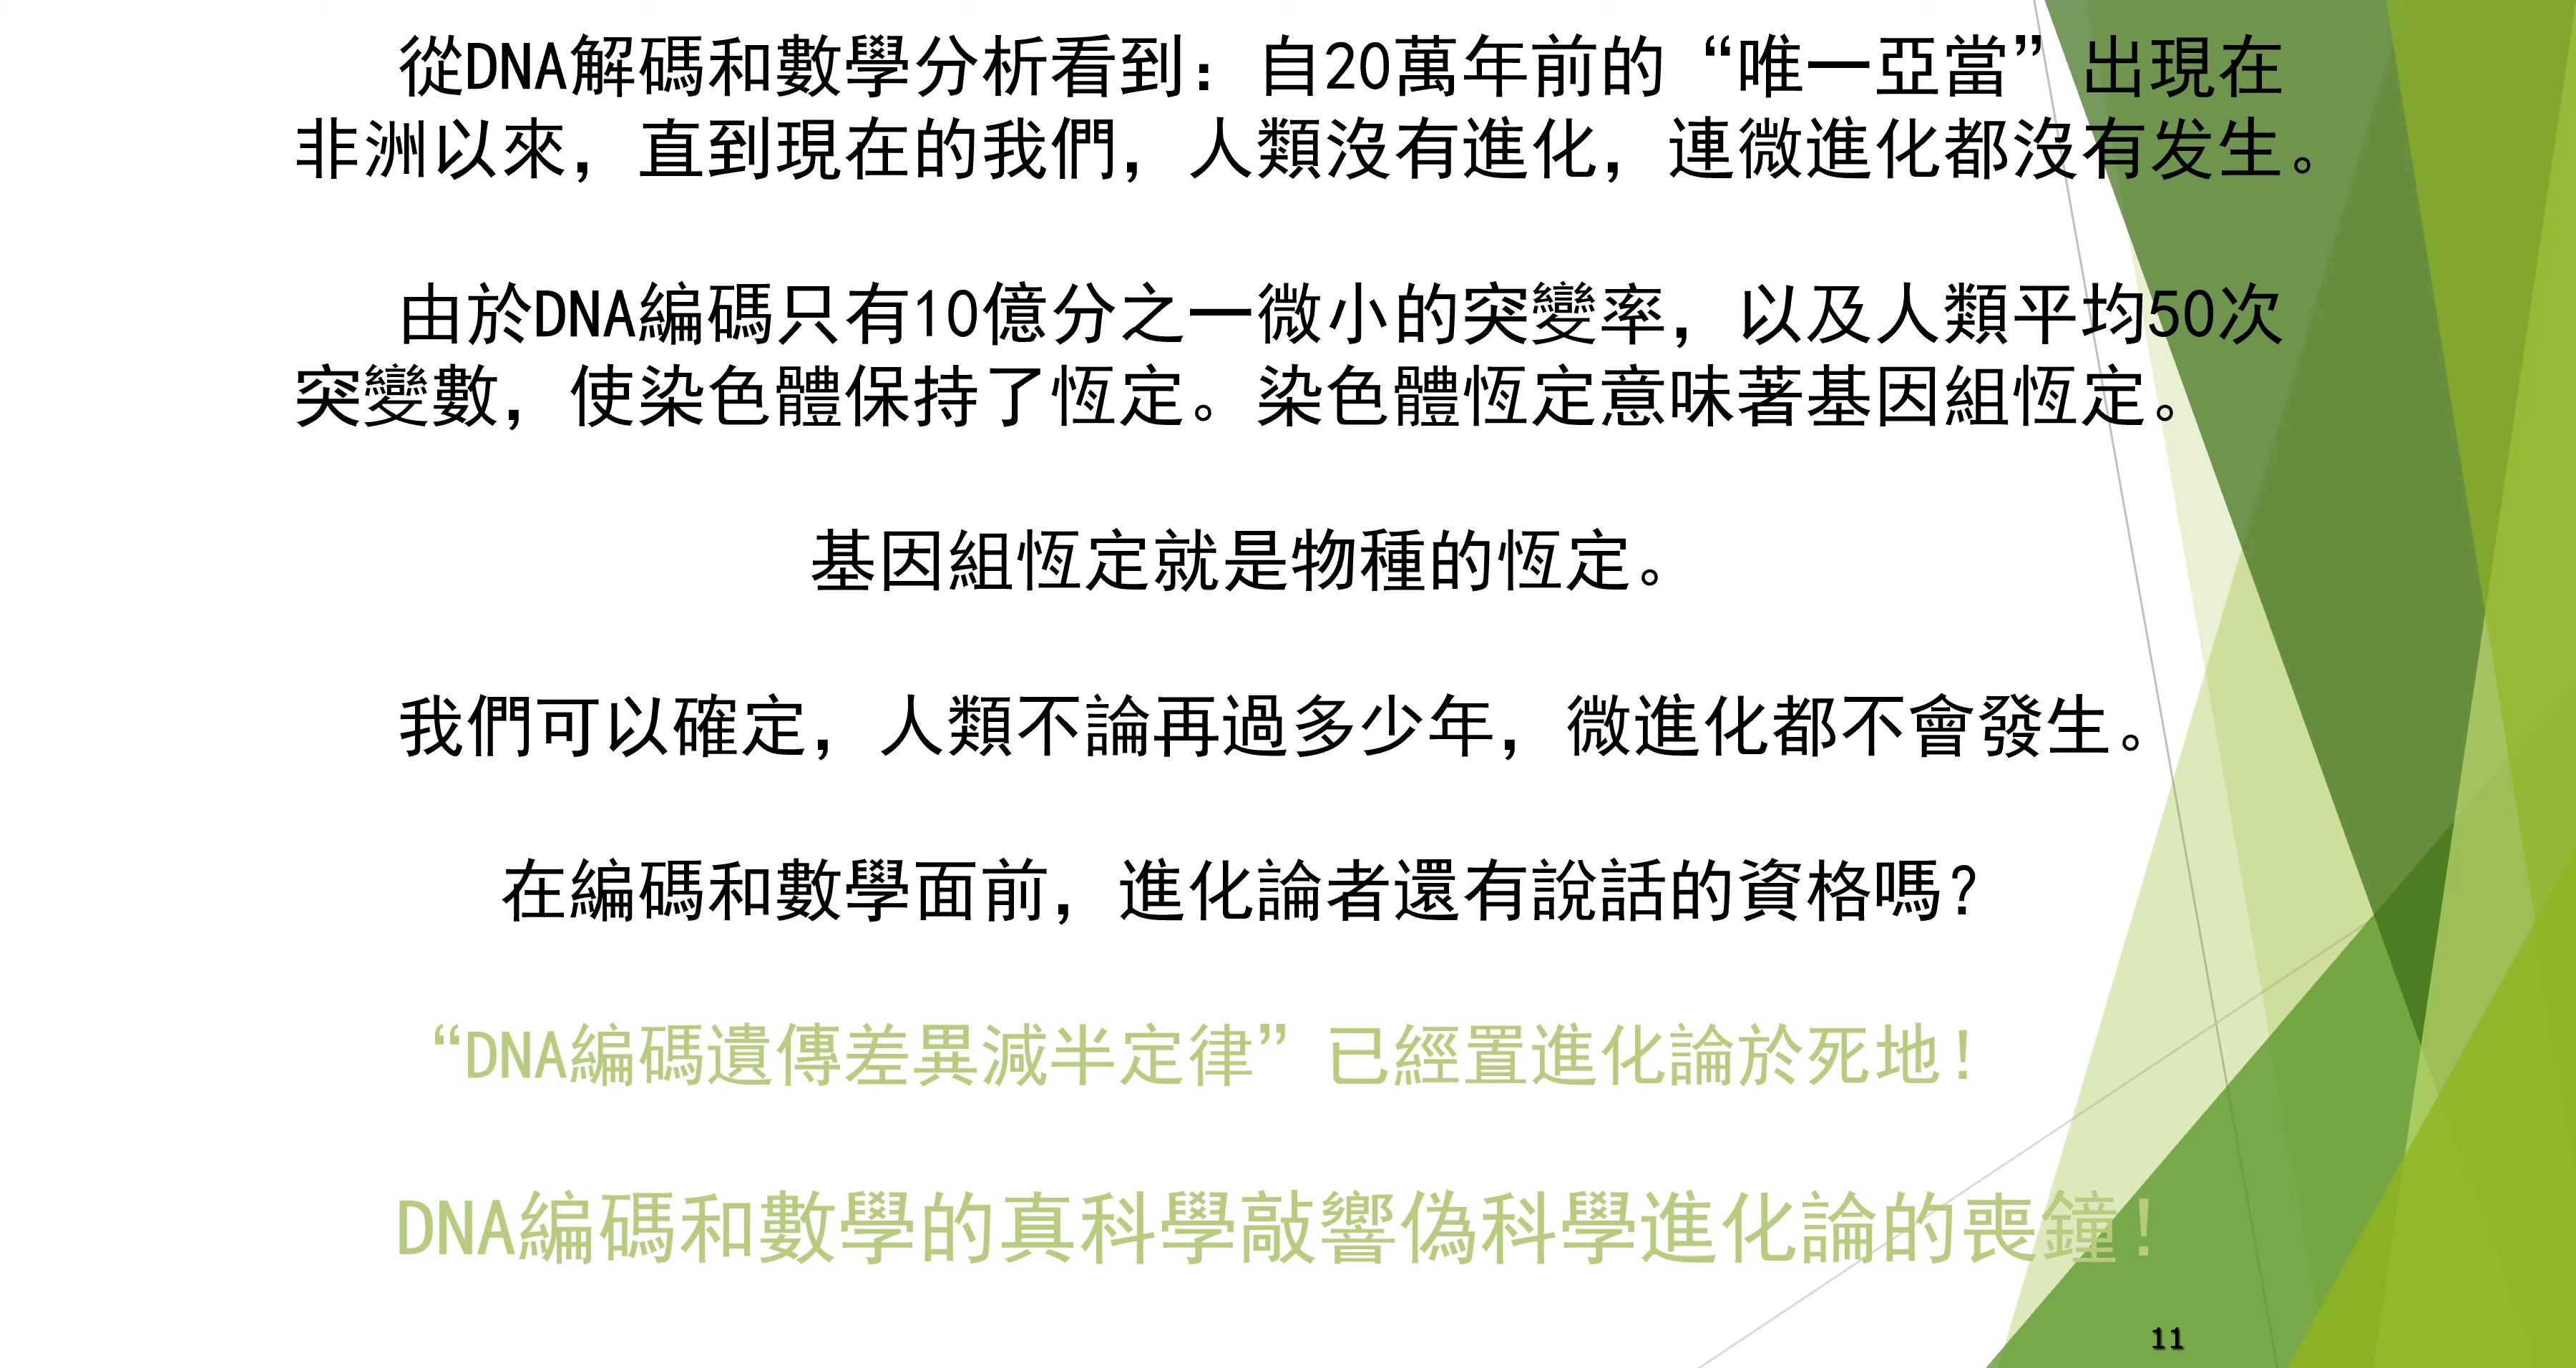 從DNA解碼和數學分析看到：自20萬年前的“唯一亞當”出現在
非洲以來，直到現在的我們，人類沒有進化，連微進化都沒有发生。
由於DNA編碼只有10億分之一微小的突變率，以及人類平均50次
突變數，使染色體保持了恆定。染色體恆定意味著基因組恆定。
基因組恆定就是物種的恆定。
我們可以確定，人類不論再過多少年，微進化都不會發生。
在編碼和數學面前，進化論者還有說話的資格嗎？
“DNA編碼遺傳差異減半定律”已經置進化論於死地！
DNA編碼和數學的真科學敲響偽科學進化論的喪鐘！
11